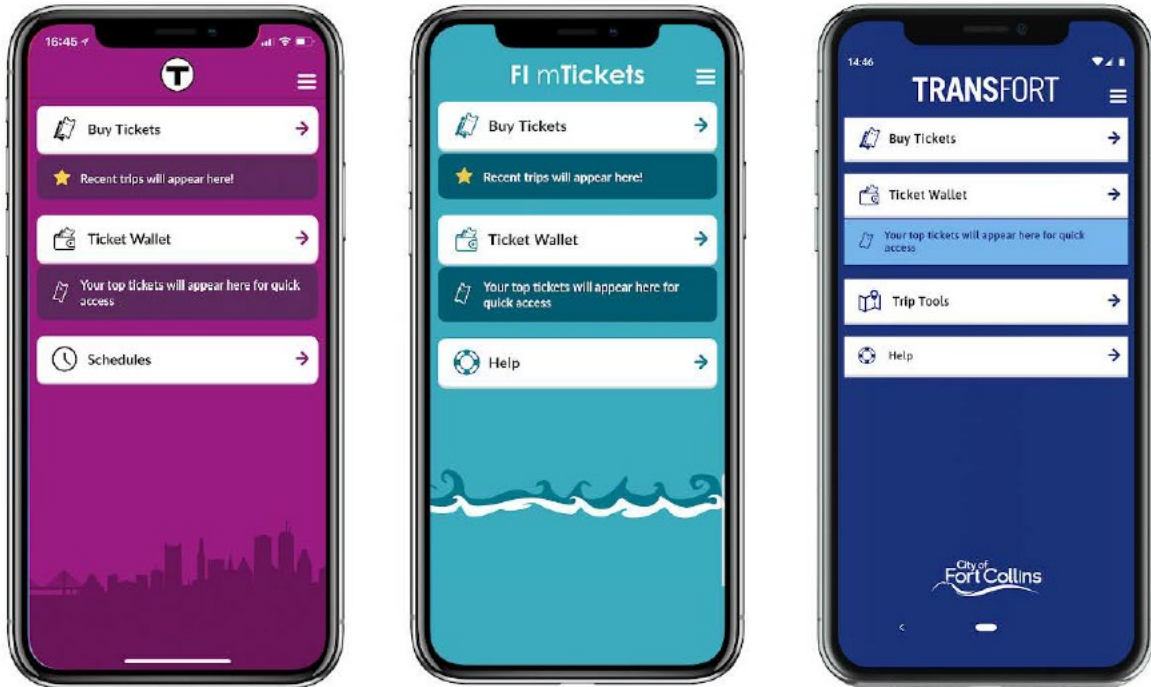 16:45
T
Buy Tickets
Recent trips will appear here!
Ticket Wallet
Your top tickets will appear here for quick
access
Schedules
FI mTickets
Buy Tickets
Recent trips will appear here!
Ticket Wallet
Your top tickets will appear here for
quick access
Help
14:46
TRANSFORT
Buy Tickets
Ticket Wallet
Your top tickets will appear here for quick
access
Trip Tools
Help
City of
Fort Collins